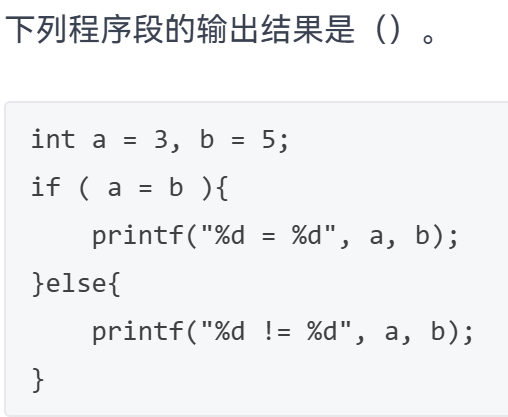 下列程序段的输出结果是（）。
int a = 3, b = 5;
if ( a = b ){
    printf("%d = %d", a, b);
}else{
    printf("%d != %d", a, b);
}